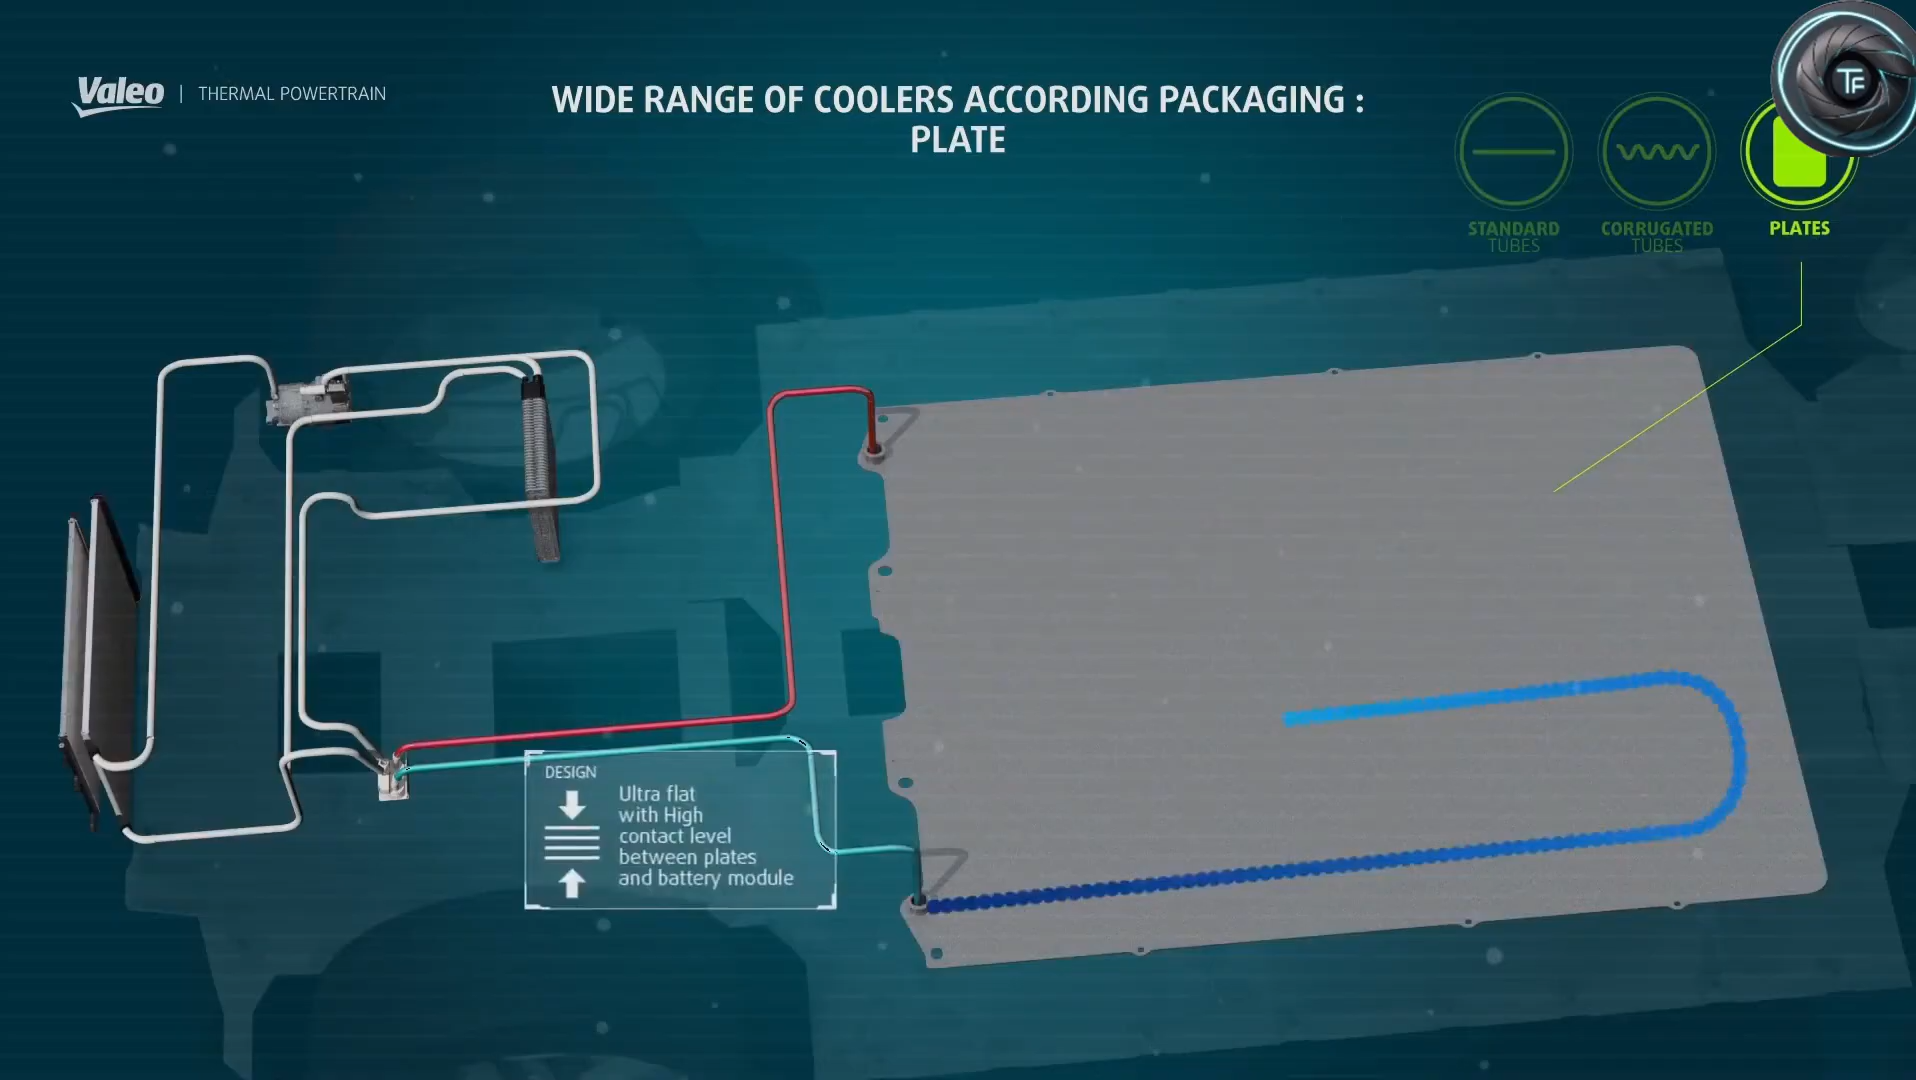 Valeo | THERMAL POWERTRAIN
WIDE RANGE OF COOLERS ACCORDING PACKAGING :
PLATE
TF
STANDARD
TUBES
CORRUGATED
TUBES
PLATES
DESIGN
Ultra flat
with High
contact level
between plates
and battery module